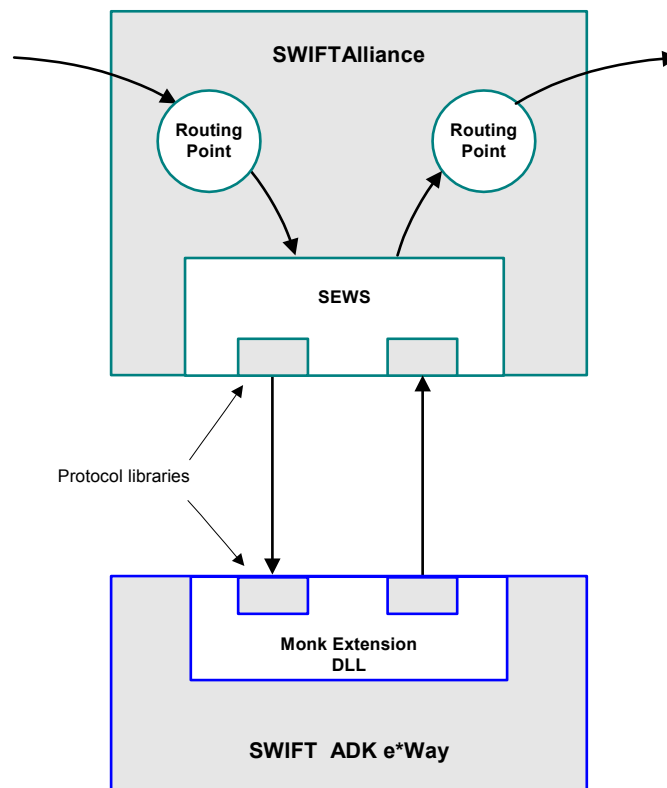 SWIFTAlliance
Routing
Point
Routing
Point
SEWS
Protocol libraries
Monk Extension
DLL
SWIFT ADK e*Way